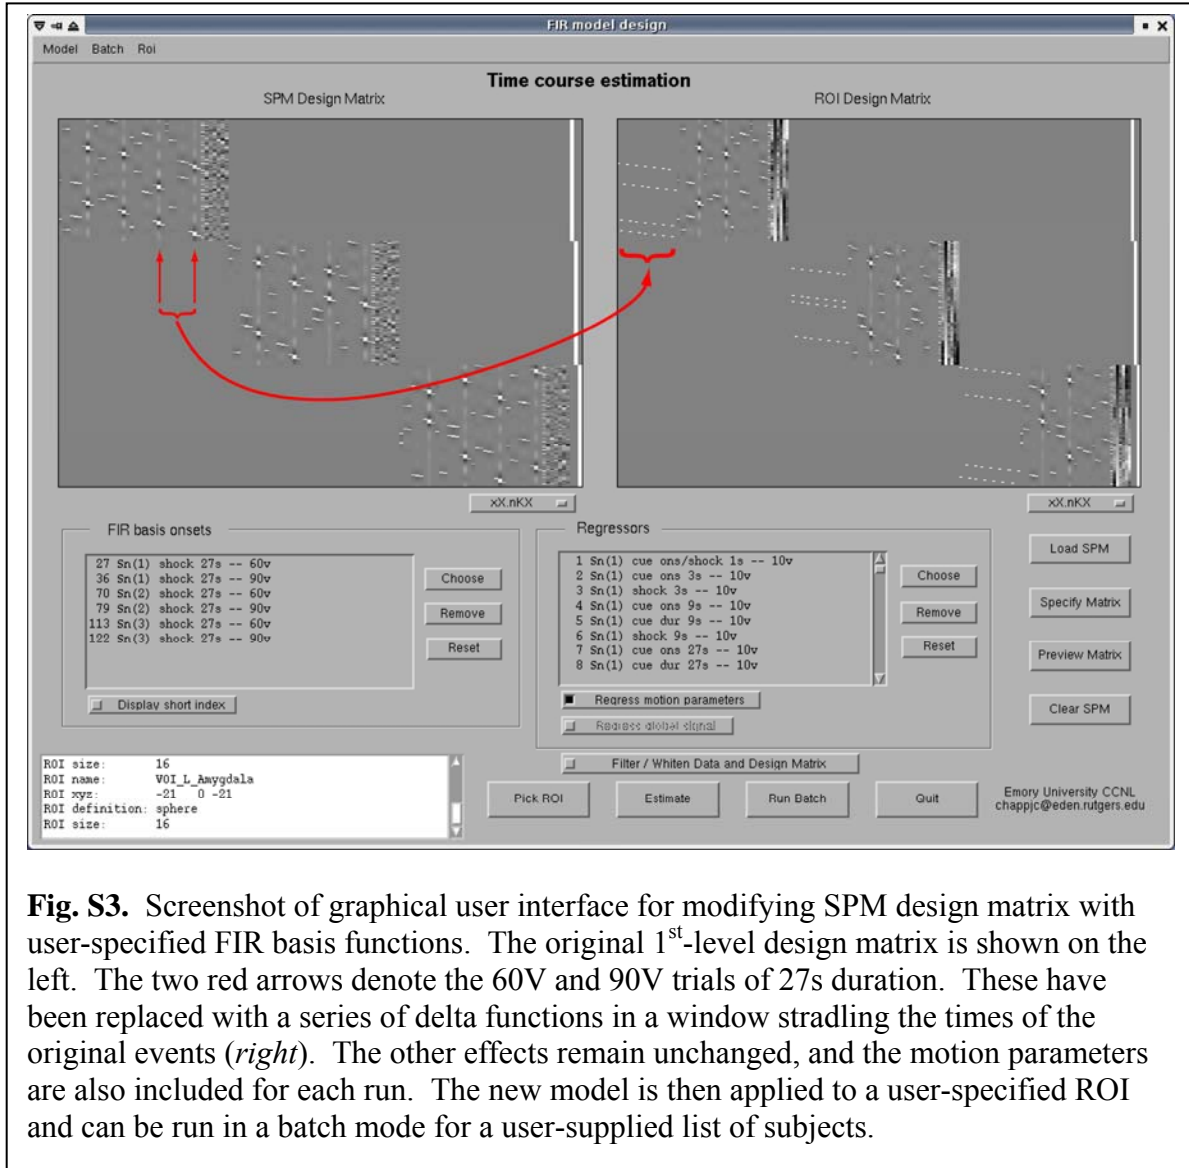 FIR model design
Model Batch Roi
Time course estimation
SPM Design Matrix
ROI Design Matrix
xX.nKX
xX.nKX
FIR basis onsets
27 Sn(1) shock 27s -- 60v
36 Sn(1) shock 27s -- 90v
70 Sn(2) shock 27s -- 60v
79 Sn(2) shock 27s -- 90v
113 Sn(3) shock 27s -- 60v
122 Sn(3) shock 27s -- 90v
Choose
Remove
Reset
Display short index
Regressors
1 Sn(1) cue ons/shock 1s -- 10v
2 Sn(1) cue ons 3s -- 10v
3 Sn(1) shock 3s -- 10v
4 Sn(1) cue ons 9s -- 10v
5 Sn(1) cue dur 9s -- 10v
6 Sn(1) shock 9s -- 10v
7 Sn(1) cue ons 27s -- 10v
8 Sn(1) cue dur 27s -- 10v
Choose
Remove
Reset
Regress motion parameters
Regress global signal
Load SPM
Specify Matrix
Preview Matrix
Clear SPM
ROI size: 16
ROI name: VOI_L_Amygdala
ROI xyz: -21 0 -21
ROI definition: sphere
ROI size: 16
Filter / Whiten Data and Design Matrix
Pick ROI
Estimate
Run Batch
Quit
Emory University CCNL
chappjc@eden.rutgers.edu
Fig. S3. Screenshot of graphical user interface for modifying SPM design matrix with
user-specified FIR basis functions. The original 1st-level design matrix is shown on the
left. The two red arrows denote the 60V and 90V trials of 27s duration. These have
been replaced with a series of delta functions in a window stradling the times of the
original events (right). The other effects remain unchanged, and the motion parameters
are also included for each run. The new model is then applied to a user-specified ROI
and can be run in a batch mode for a user-supplied list of subjects.